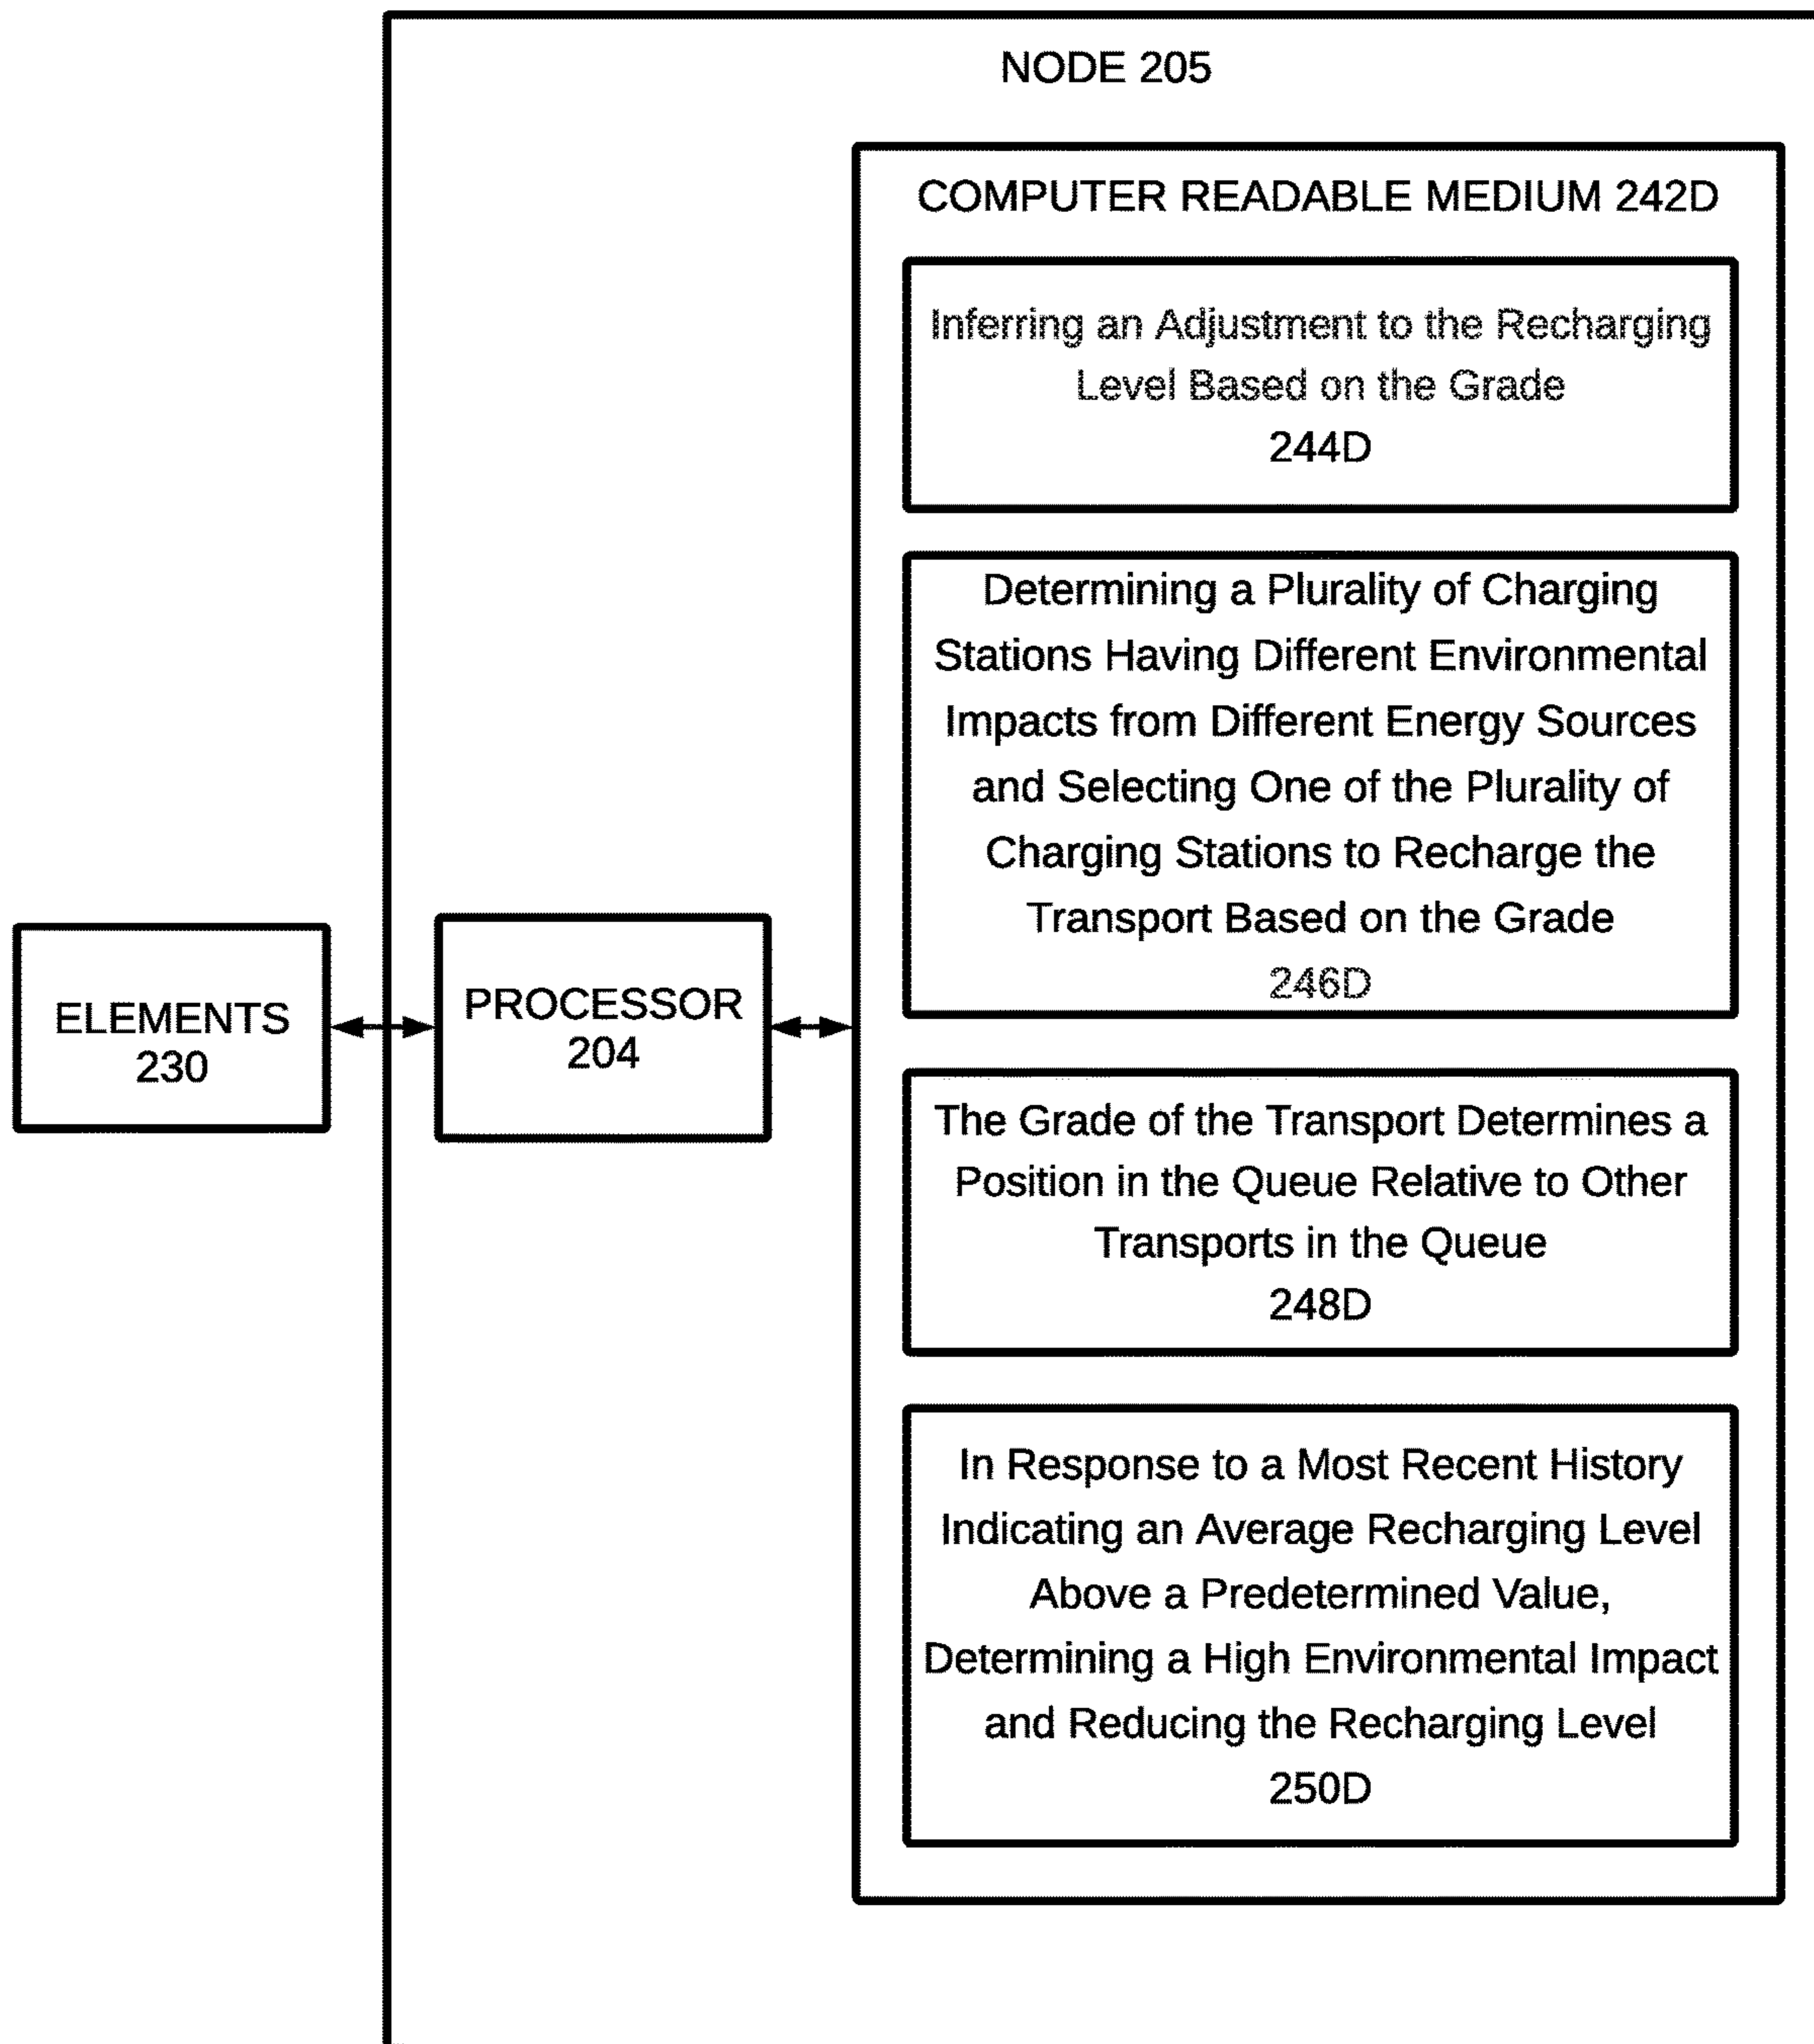 NODE 205
COMPUTER READABLE MEDIUM 242D
Inferring an Adjustment to the Recharging
Level Based on the Grade
244D
Determining a Plurality of Charging
Stations Having Different Environmental
Impacts from Different Energy Sources
and Selecting One of the Plurality of
Charging Stations to Recharge the
Transport Based on the Grade
246D
ELEMENTS
230
PROCESSOR
204
The Grade of the Transport Determines a
Position in the Queue Relative to Other
Transports in the Queue
248D
In Response to a Most Recent History
Indicating an Average Recharging Level
Above a Predetermined Value,
Determining a High Environmental Impact
and Reducing the Recharging Level
250D